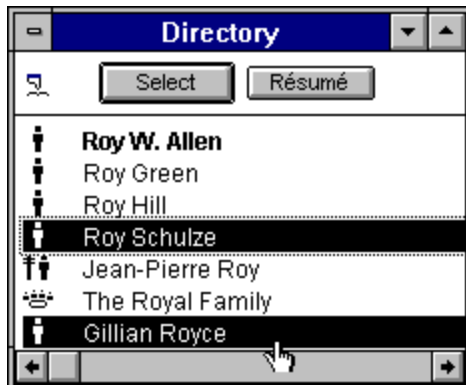 Directory
Select Résumé
Roy W. Allen
Roy Green
Roy Hill
Roy Schulze
Jean-Pierre Roy
The Royal Family
Gillian Royce